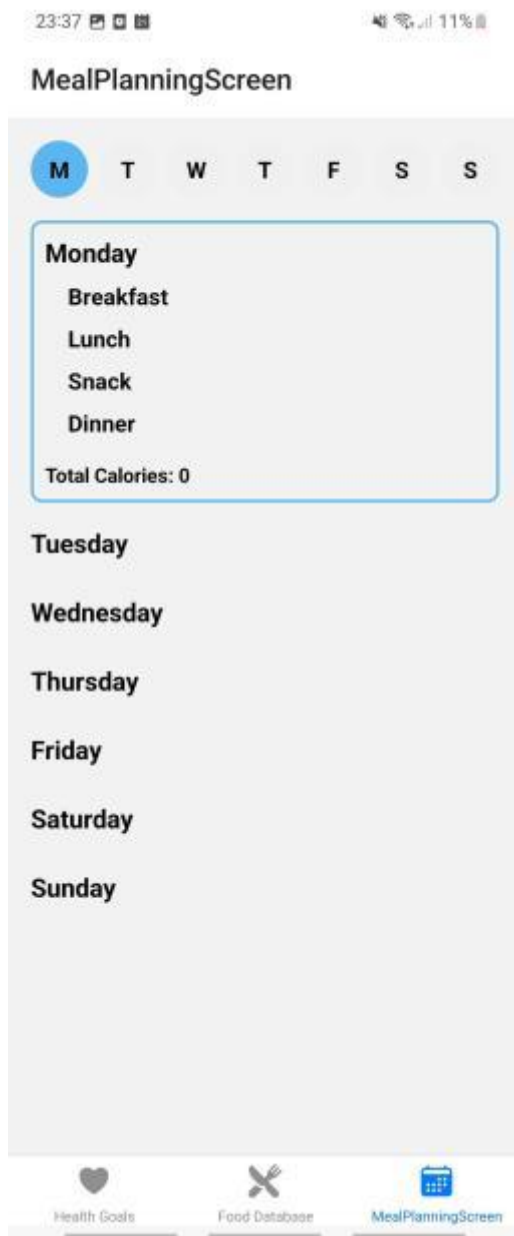 23:37 11%
MealPlanningScreen
M T W T F S S
Monday
Breakfast
Lunch
Snack
Dinner
Total Calories: 0
Tuesday
Wednesday
Thursday
Friday
Saturday
Sunday
Health Goals Food Database MealPlanningScreen